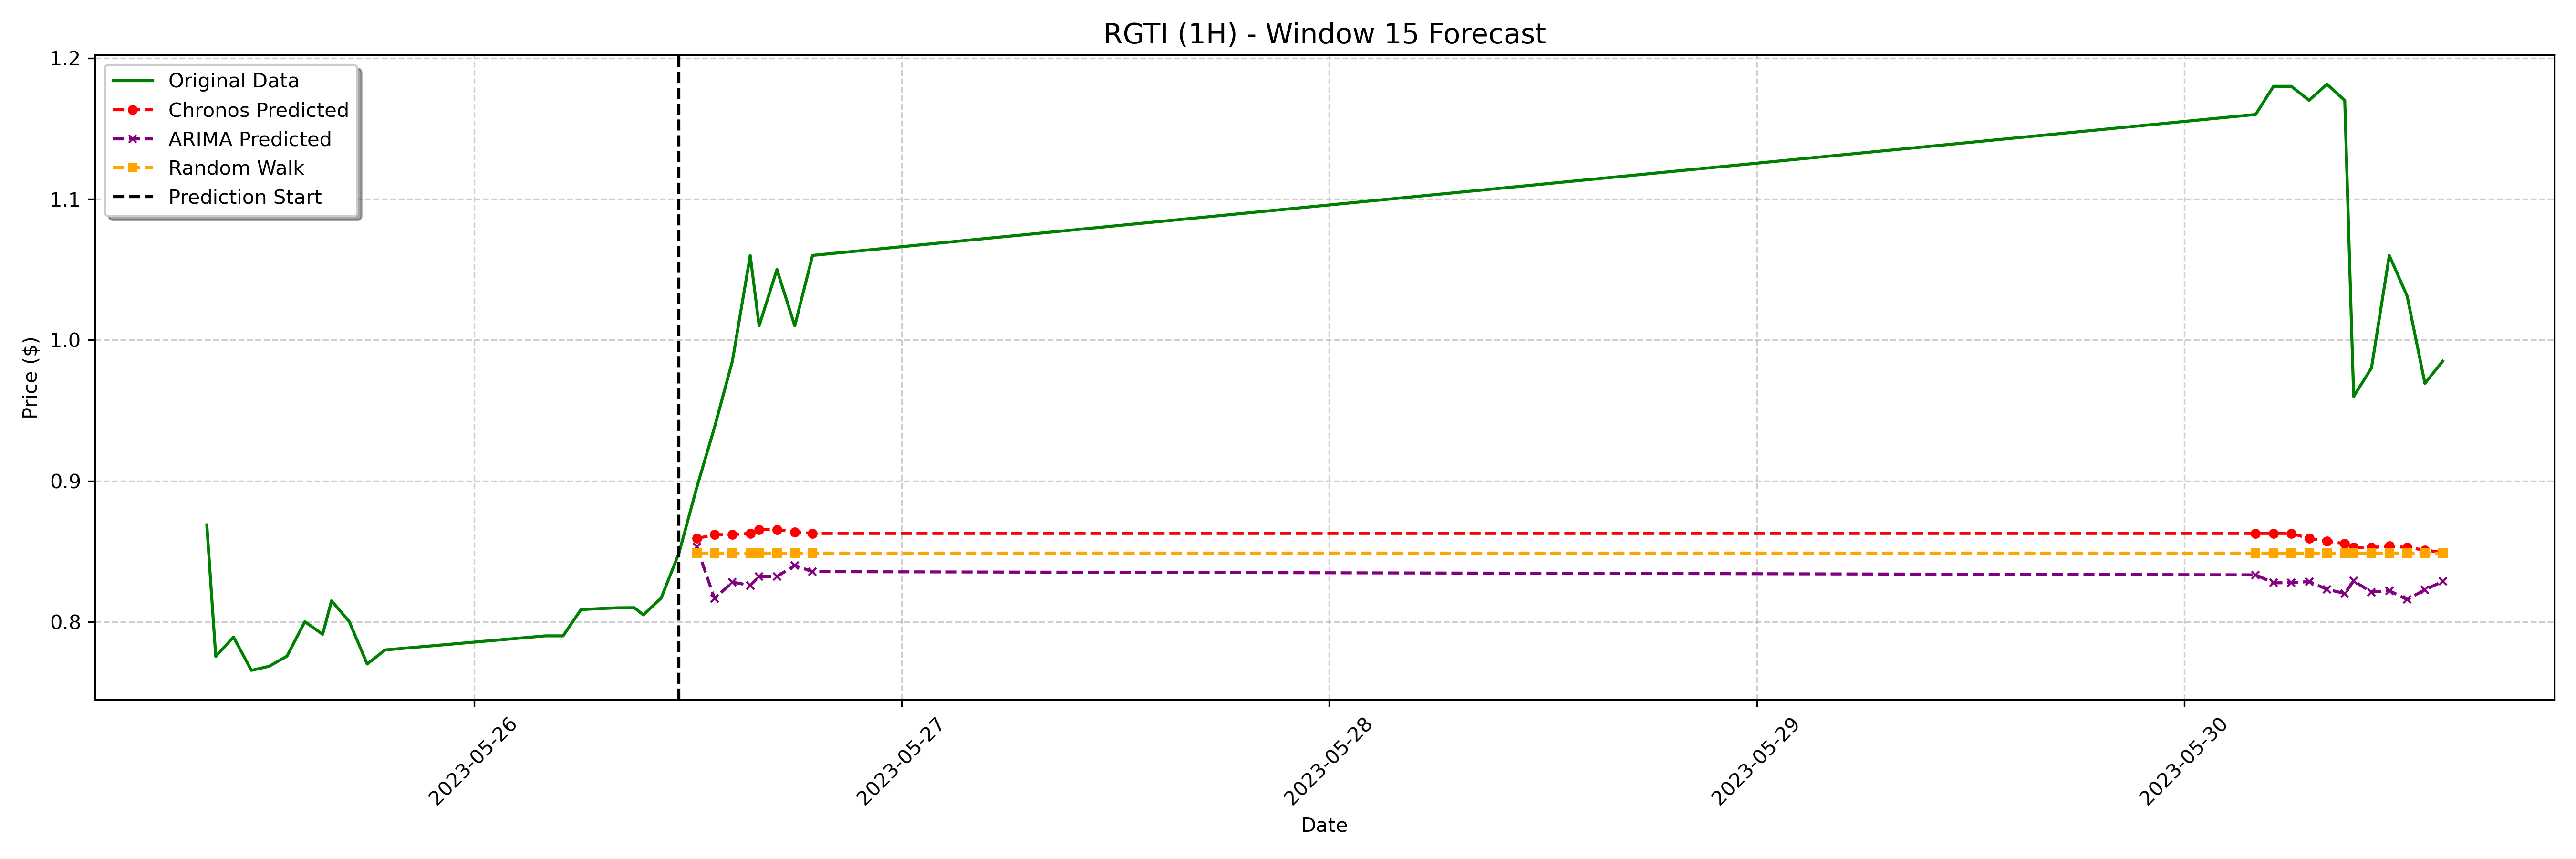 RGTI (1H) - Window 15 Forecast
Original Data
Chronos Predicted
ARIMA Predicted
Random Walk
Prediction Start
Price ($)
1.2
1.1
1.0
0.9
0.8
2023-05-26
2023-05-27
2023-05-28
2023-05-29
2023-05-30
Date